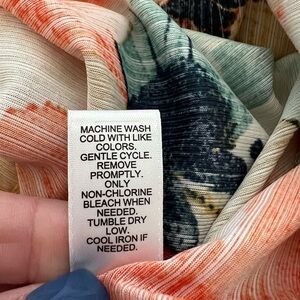 MACHINE WASH
COLD WITH LIKE
COLORS.
GENTLE CYCLE.
REMOVE
PROMPTLY.
ONLY
NON-CHLORINE
BLEACH WHEN
NEEDED.
TUMBLE DRY
LOW.
COOL IRON IF
NEEDED.